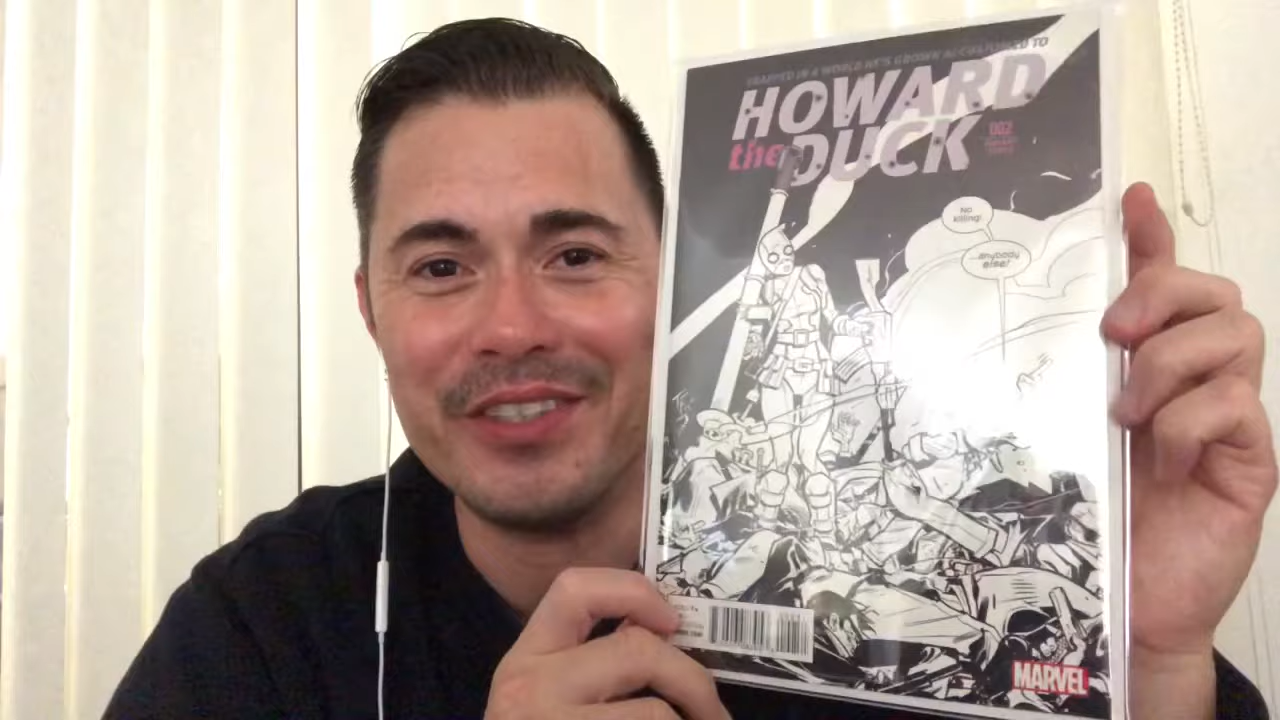 TRAPPED IN A WORLD HE'S GROWN ACCUSTOMED TO
HOWARD
the DUCK
002
No
killing!
...anybody
else!
MARVEL